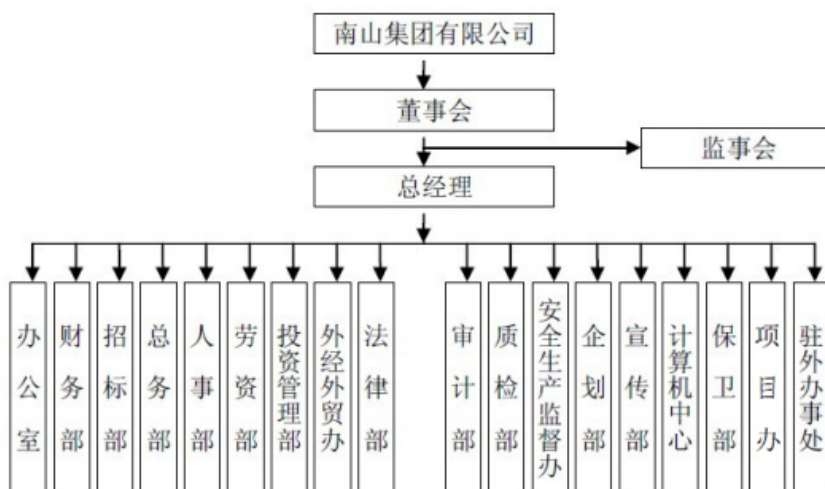 南山集团有限公司
董事会
监事会
总经理
办公室
财务部
招标部
总务部
人事部
劳资部
投资管理部
外经外贸办
法律部
审计部
质检部
安全生产监督办
企划部
宣传部
计算机中心
保卫部
项目办
驻外办事处